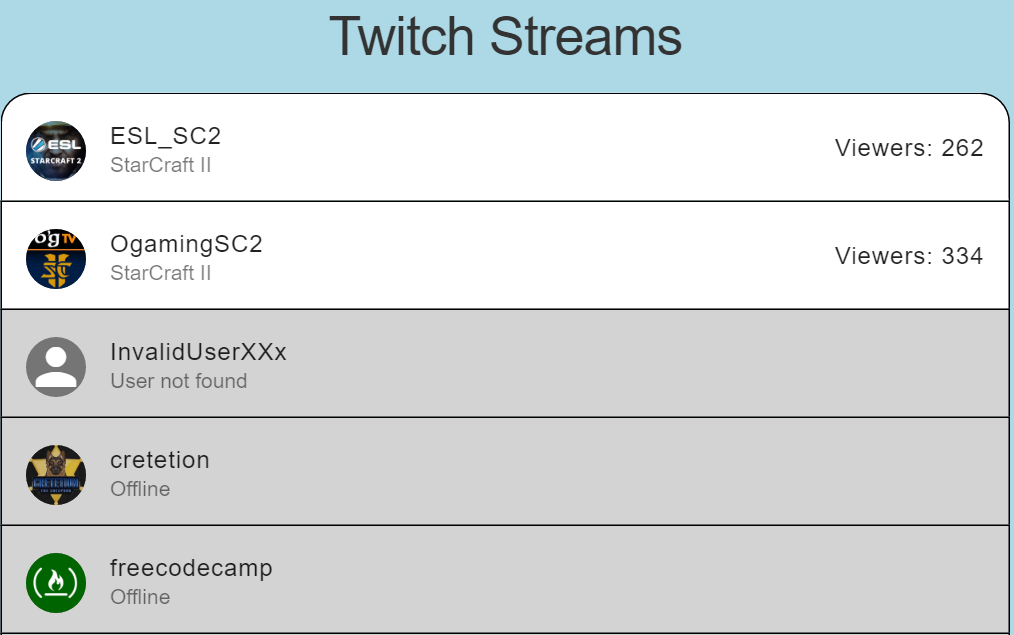 Twitch Streams
ESL
STARCRAFT 2
ESL_SC2
StarCraft II
Viewers: 262
OgamingSC2
StarCraft II
Viewers: 334
InvalidUserXXx
User not found
CRETETION
cretetion
Offline
freecodecamp
Offline